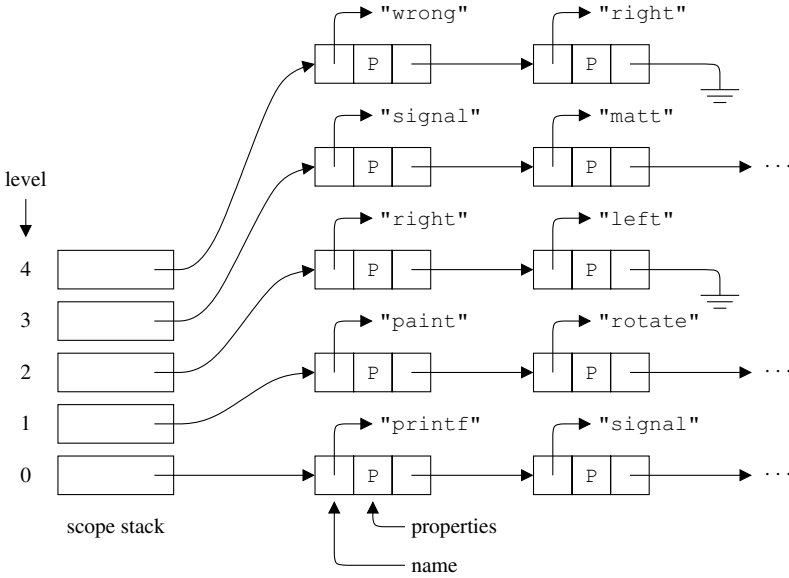 "wrong" "right"
P P
"signal" "matt"
P P ...
level
"right" "left"
4 P P
3
"paint" "rotate"
2 P P ...
1
"printf" "signal"
0 P P ...
scope stack properties
name